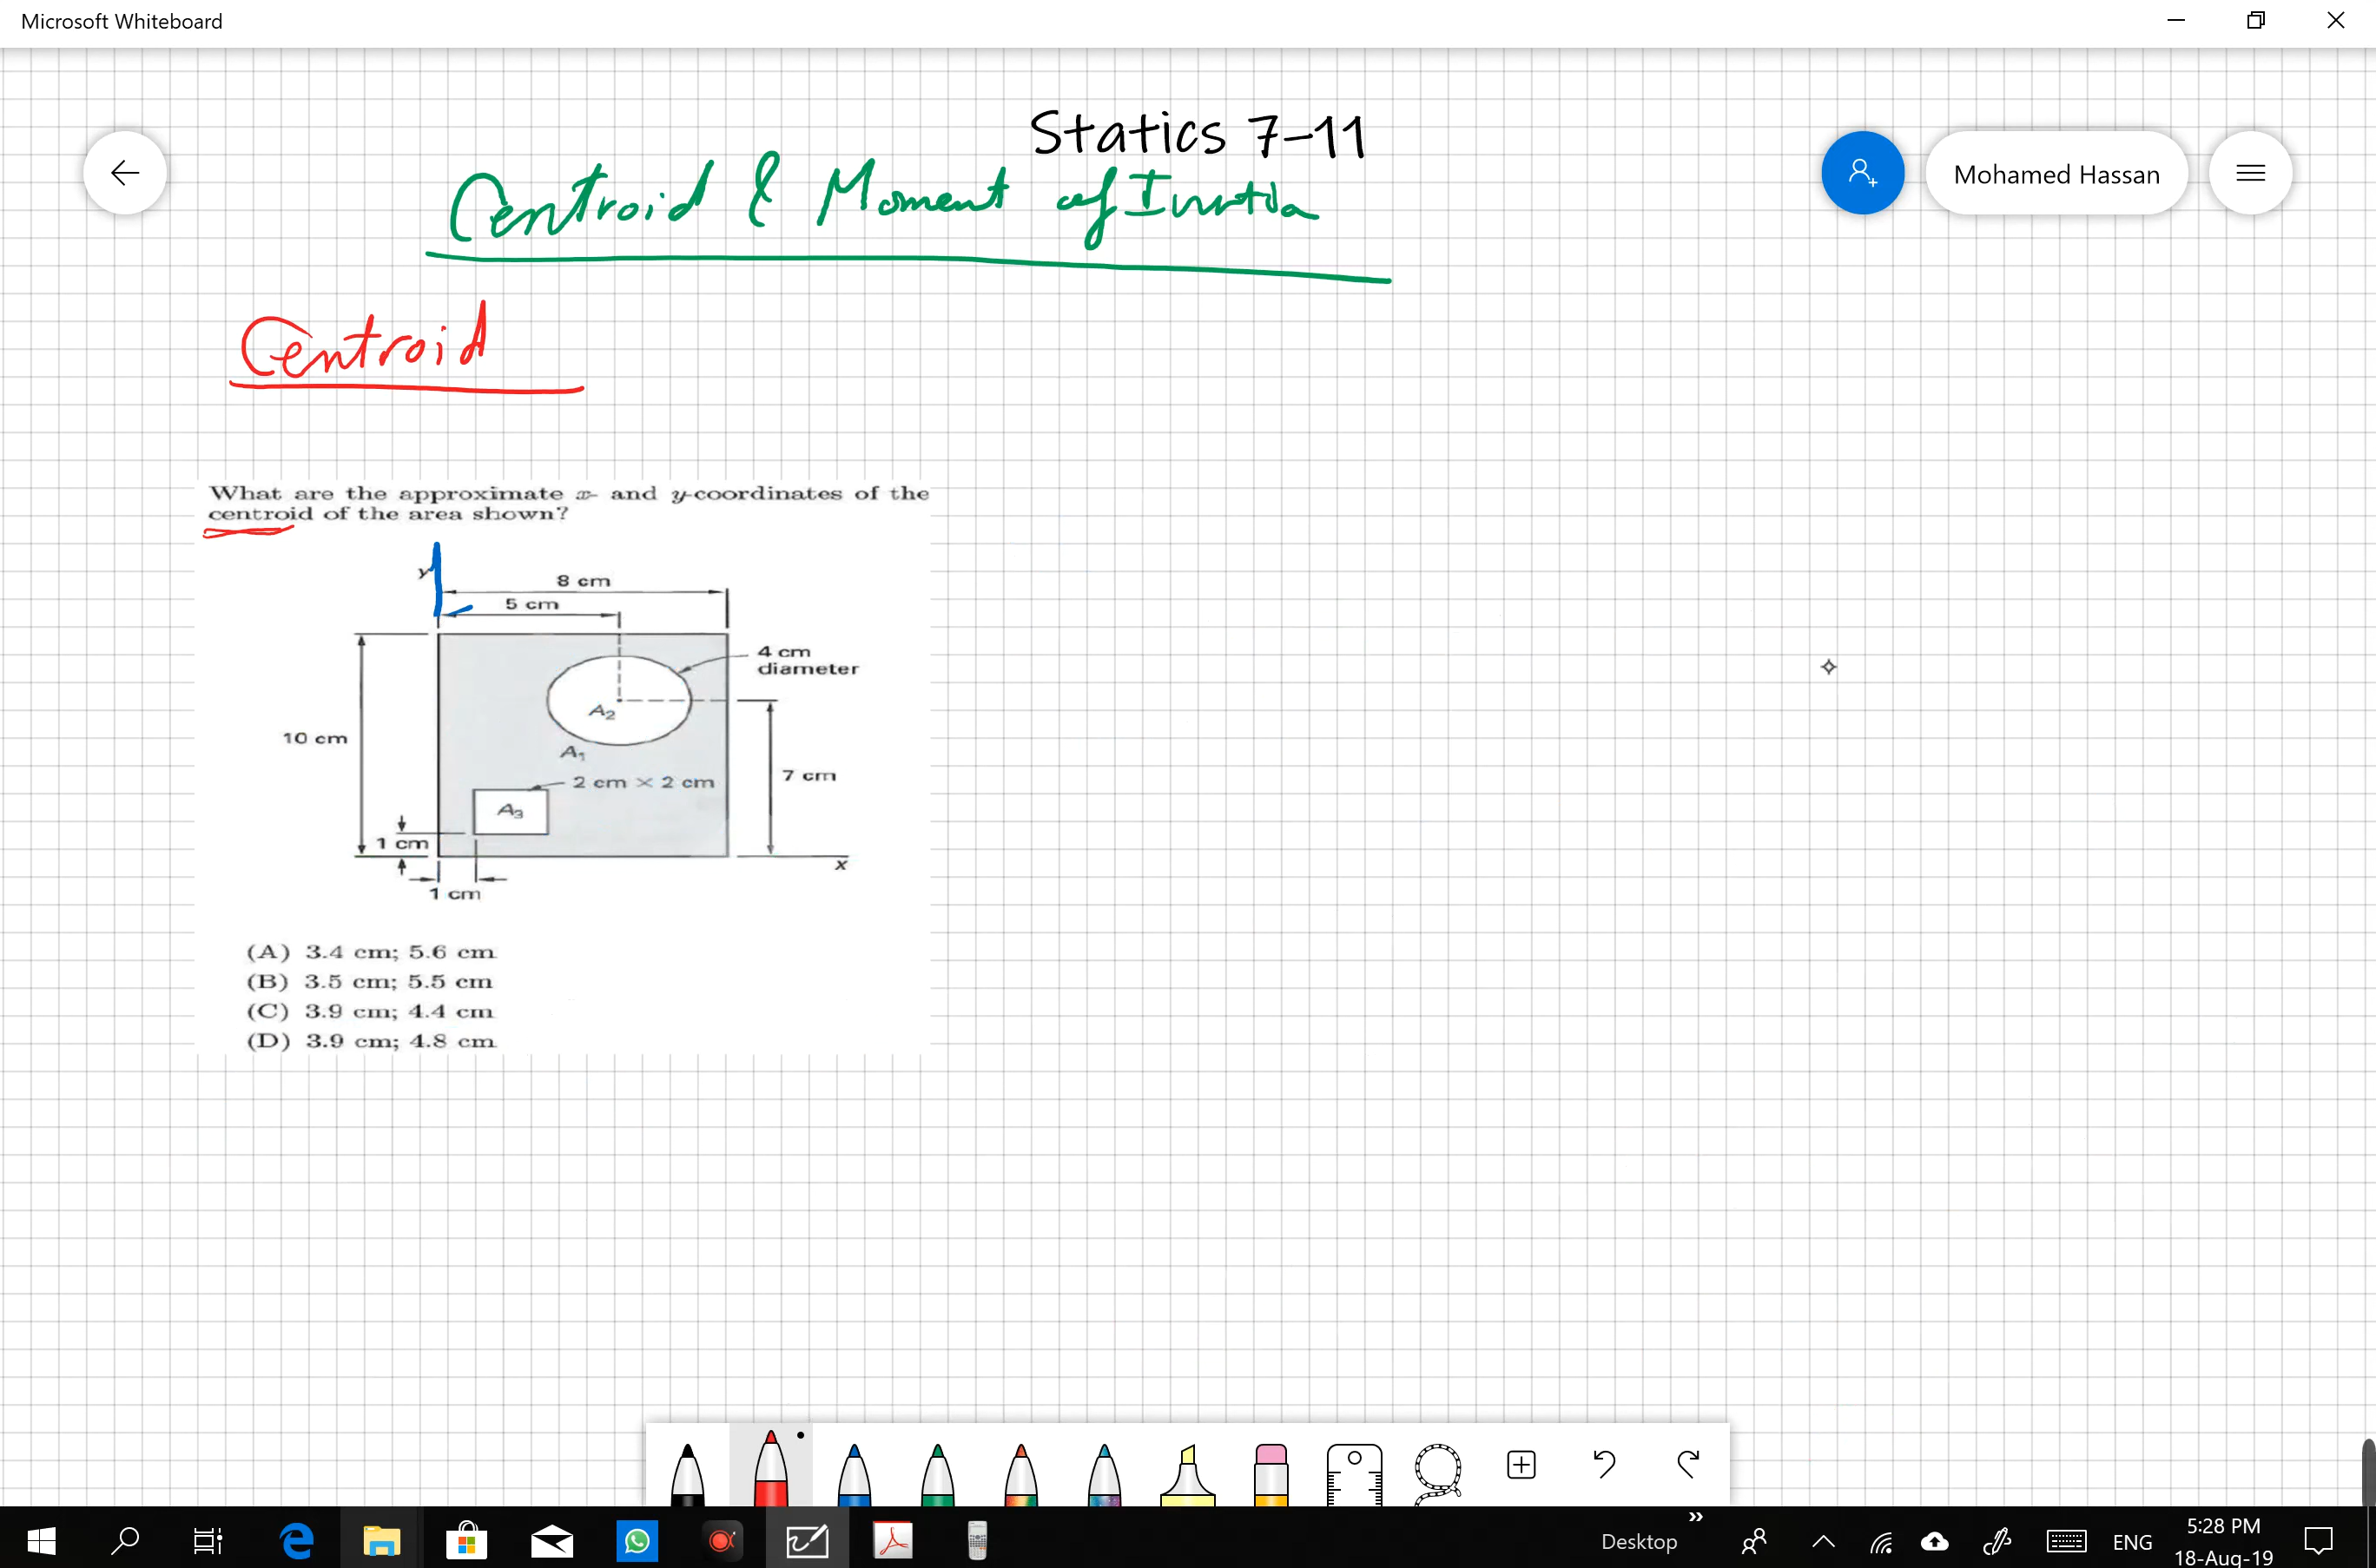 Microsoft Whiteboard
Statics 7-11
Mohamed Hassan
Centroid & Moment of Inertia
Centroid
What are the approximate x- and y-coordinates of the
centroid of the area shown?
y
8 cm
5 cm
4 cm
diameter
A2
10 cm
A1
7 cm
2 cm × 2 cm
A3
1 cm
x
1 cm
(A) 3.4 cm; 5.6 cm
(B) 3.5 cm; 5.5 cm
(C) 3.9 cm; 4.4 cm
(D) 3.9 cm; 4.8 cm
Desktop
ENG
5:28 PM
18-Aug-19